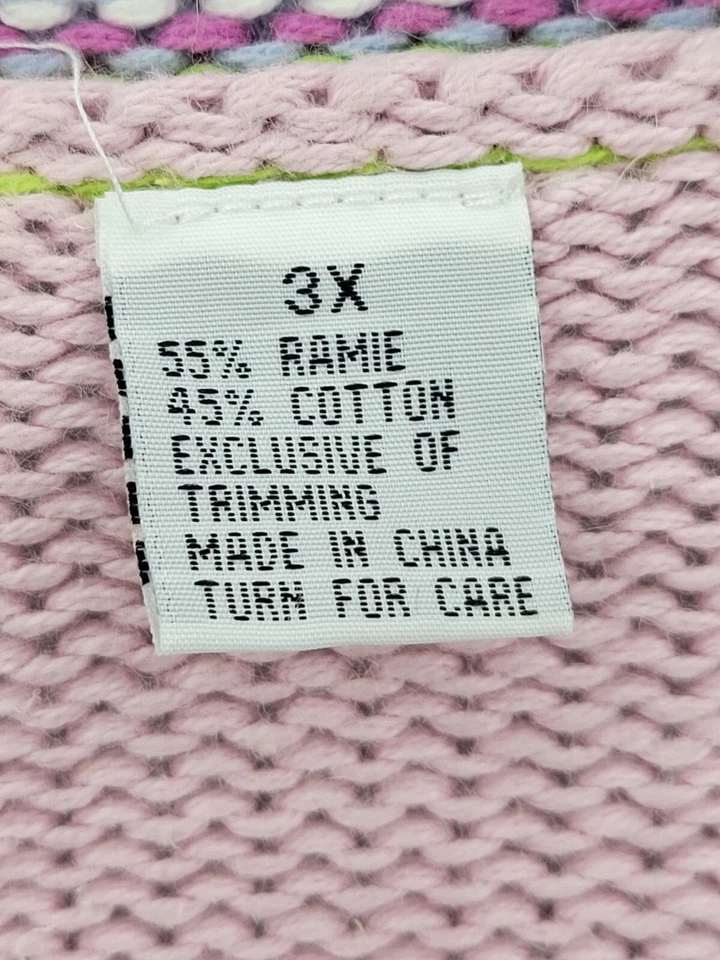 3X
55% RAMIE
45% COTTON
EXCLUSIVE OF
TRIMMING
MADE IN CHINA
TURN FOR CARE